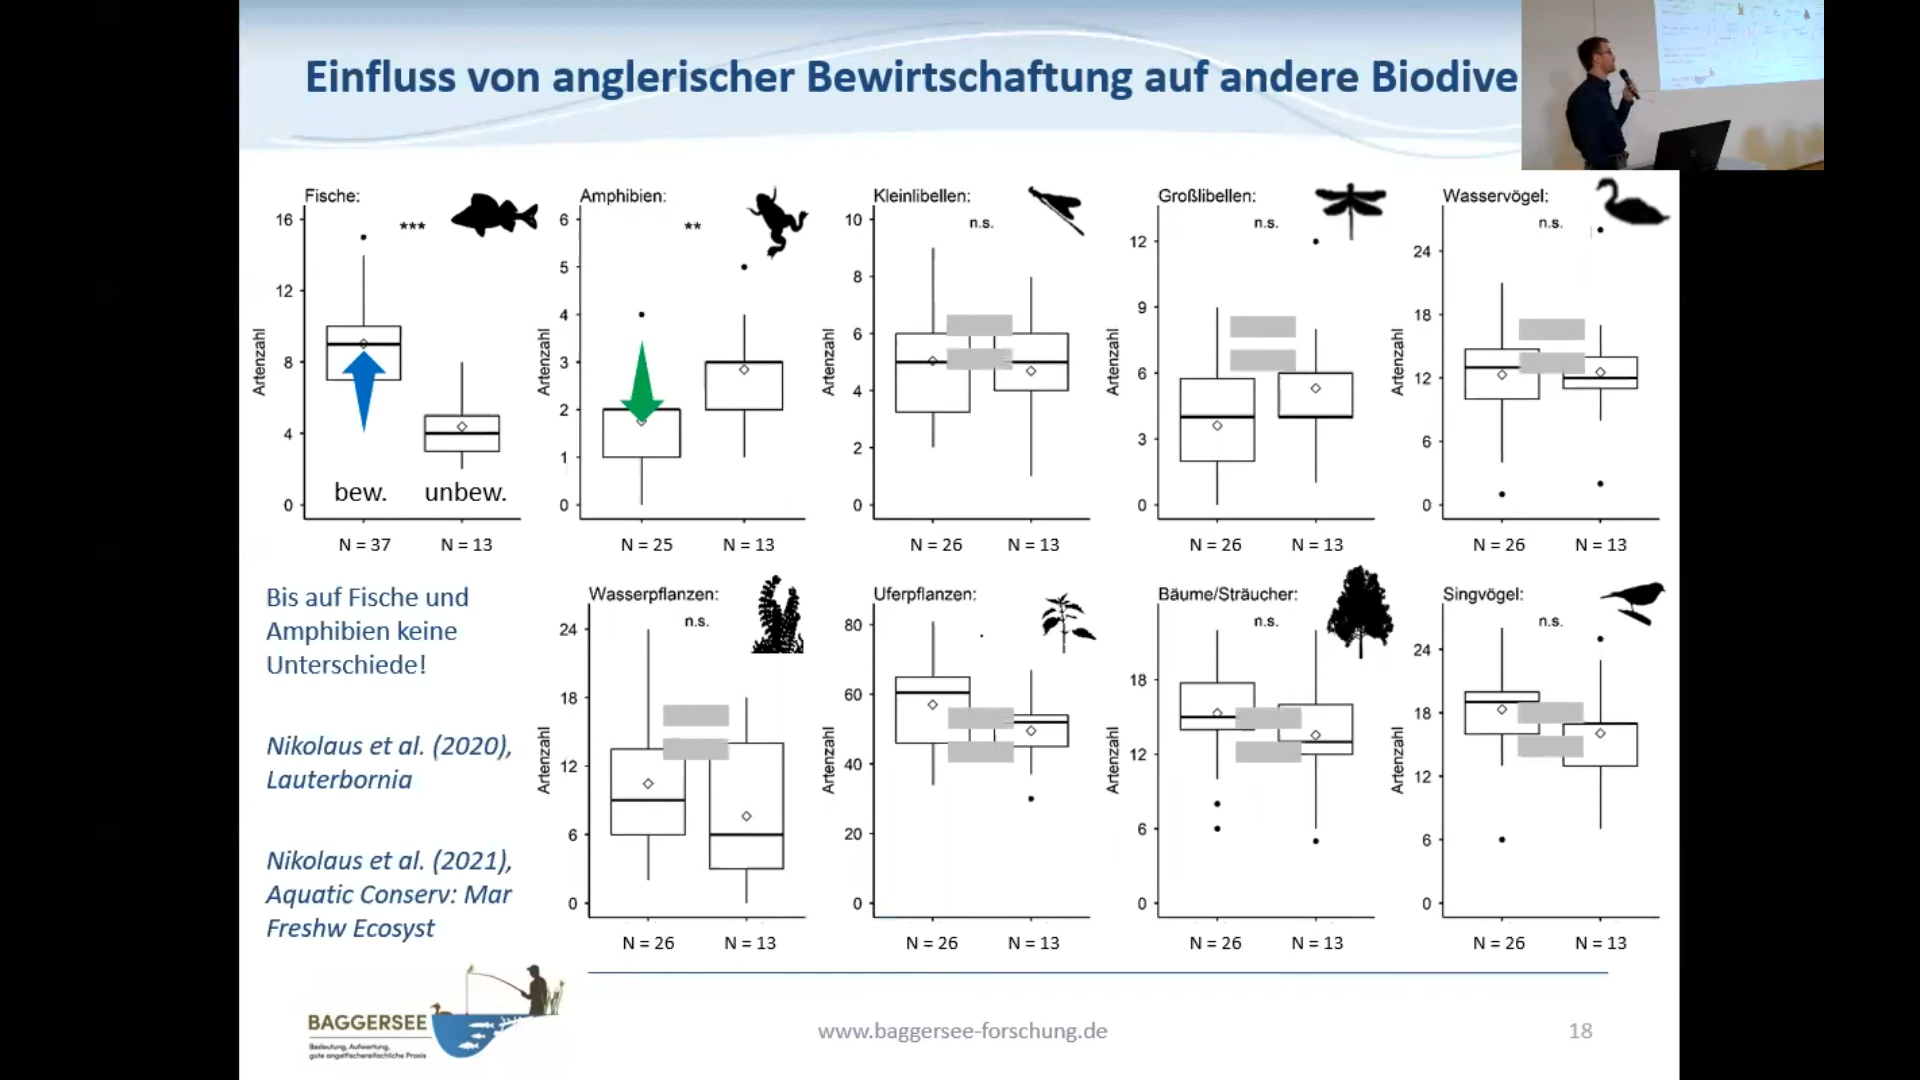 Einfluss von anglerischer Bewirtschaftung auf andere Biodive
Fische:
***
Artenzahl
16
12
8
4
0
bew.
unbew.
N = 37
N = 13
Amphibien:
**
Artenzahl
6
5
4
3
2
1
0
N = 25
N = 13
Kleinlibellen:
n.s.
Artenzahl
10
8
6
4
2
0
N = 26
N = 13
Großlibellen:
n.s.
Artenzahl
12
9
6
3
0
N = 26
N = 13
Wasservögel:
n.s.
Artenzahl
24
18
12
6
0
N = 26
N = 13
Bis auf Fische und
Amphibien keine
Unterschiede!
Nikolaus et al. (2020),
Lauterbornia
Nikolaus et al. (2021),
Aquatic Conserv: Mar
Freshw Ecosyst
Wasserpflanzen:
n.s.
Artenzahl
24
18
12
6
0
N = 26
N = 13
Uferpflanzen:
.
Artenzahl
80
60
40
20
0
N = 26
N = 13
Bäume/Sträucher:
n.s.
Artenzahl
18
12
6
0
N = 26
N = 13
Singvögel:
n.s.
Artenzahl
24
18
12
6
0
N = 26
N = 13
BAGGERSEE
Bedeutung, Aufwertung,
gute angelfischereifachliche Praxis
www.baggersee-forschung.de
18